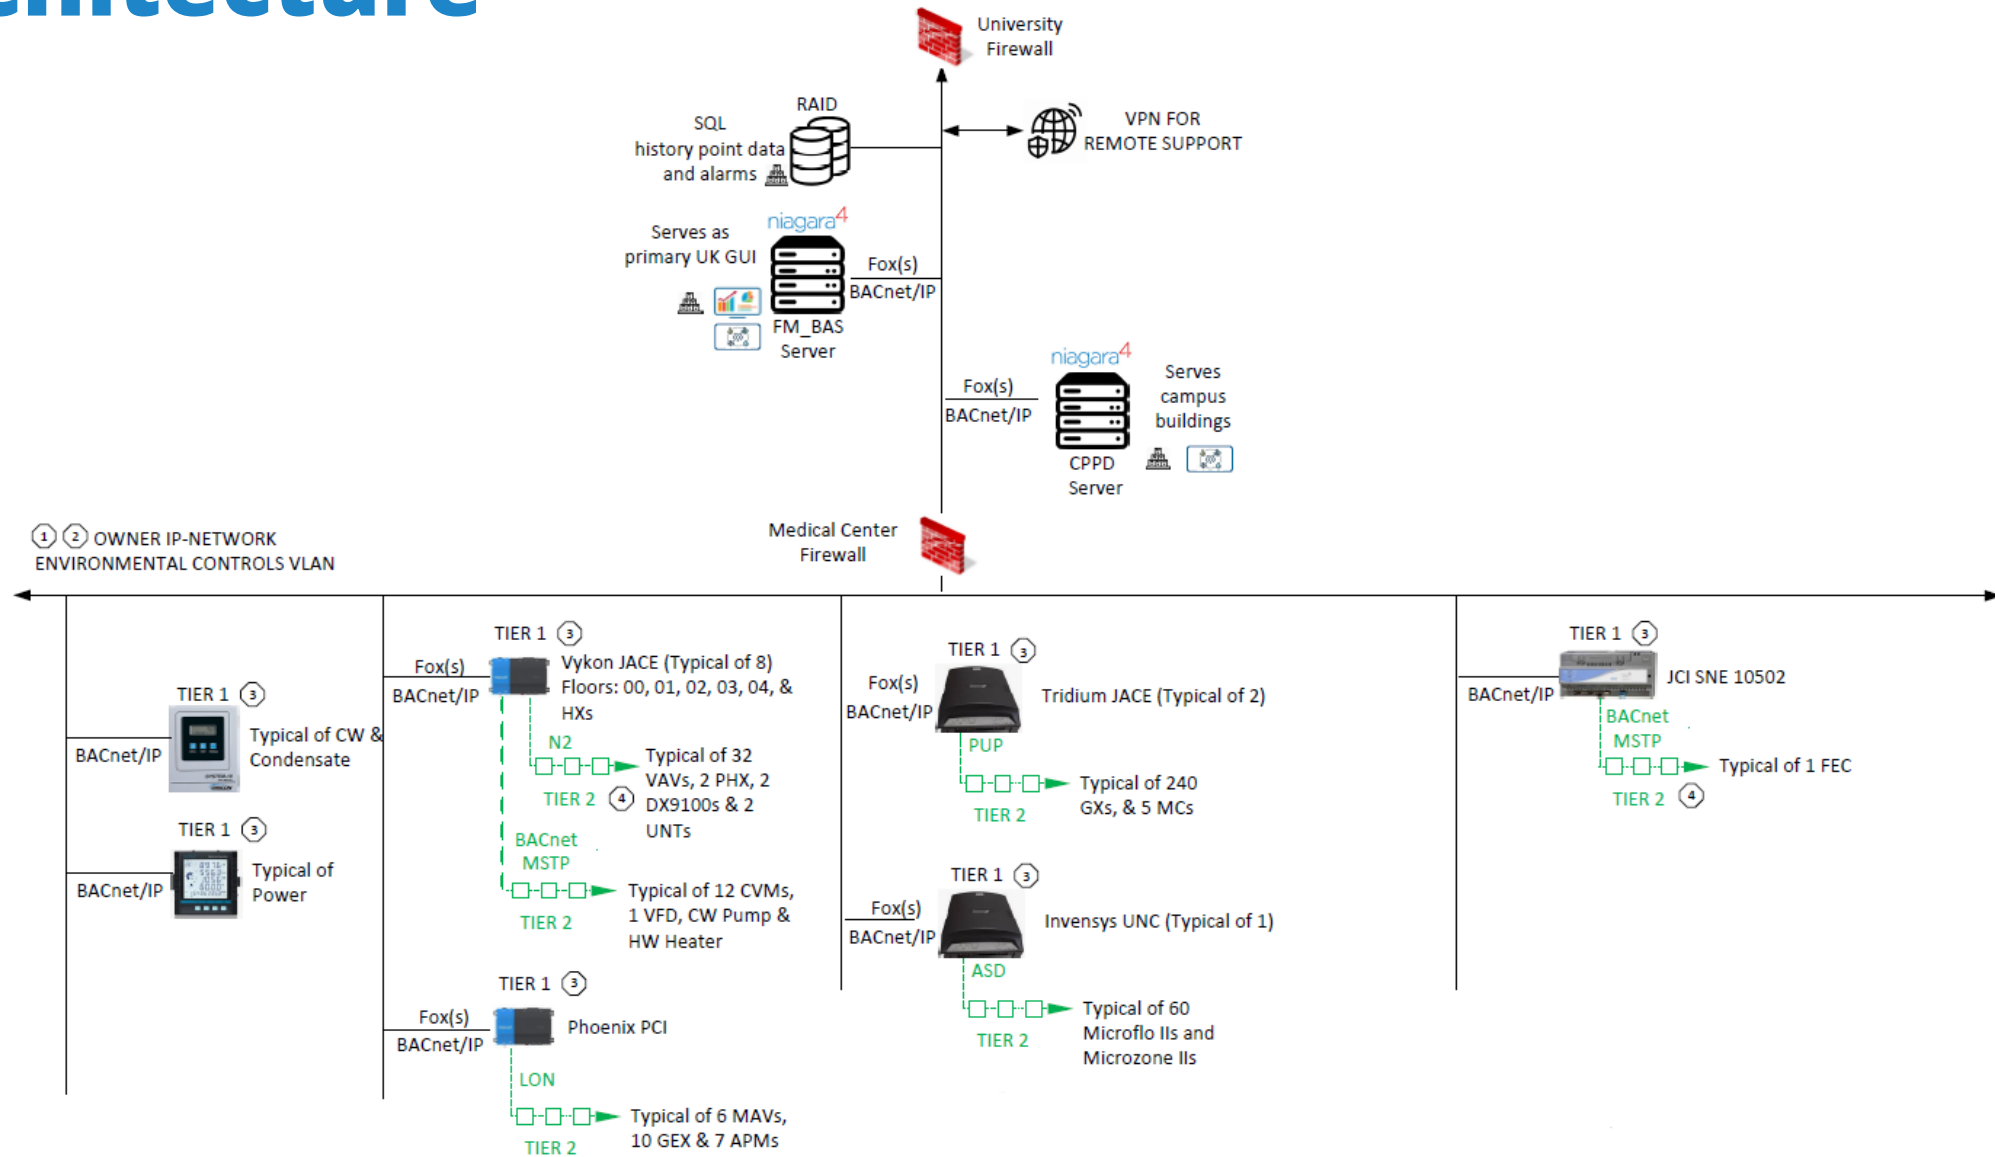 chitecture
University
Firewall
RAID
SQL
history point data
and alarms
VPN FOR
REMOTE SUPPORT
niagara4
Serves as
primary UK GUI
Fox(s)
BACnet/IP
FM_BAS
Server
niagara4
Fox(s)
BACnet/IP
Serves
campus
buildings
CPPD
Server
Medical Center
Firewall
1 2 OWNER IP-NETWORK
ENVIRONMENTAL CONTROLS VLAN
TIER 1 3
BACnet/IP
Typical of CW &
Condensate
TIER 1 3
BACnet/IP
Typical of
Power
TIER 1 3
Fox(s)
BACnet/IP
Vykon JACE (Typical of 8)
Floors: 00, 01, 02, 03, 04, &
HXs
N2
TIER 2 4
Typical of 32
VAVs, 2 PHX, 2
DX9100s & 2
UNTs
BACnet
MSTP
TIER 2
Typical of 12 CVMs,
1 VFD, CW Pump &
HW Heater
TIER 1 3
Fox(s)
BACnet/IP
Phoenix PCI
LON
TIER 2
Typical of 6 MAVs,
10 GEX & 7 APMs
TIER 1 3
Fox(s)
BACnet/IP
Tridium JACE (Typical of 2)
PUP
TIER 2
Typical of 240
GXs, & 5 MCs
TIER 1 3
Fox(s)
BACnet/IP
Invensys UNC (Typical of 1)
ASD
TIER 2
Typical of 60
Microflo IIs and
Microzone IIs
TIER 1 3
BACnet/IP
JCI SNE 10502
BACnet
MSTP
TIER 2 4
Typical of 1 FEC